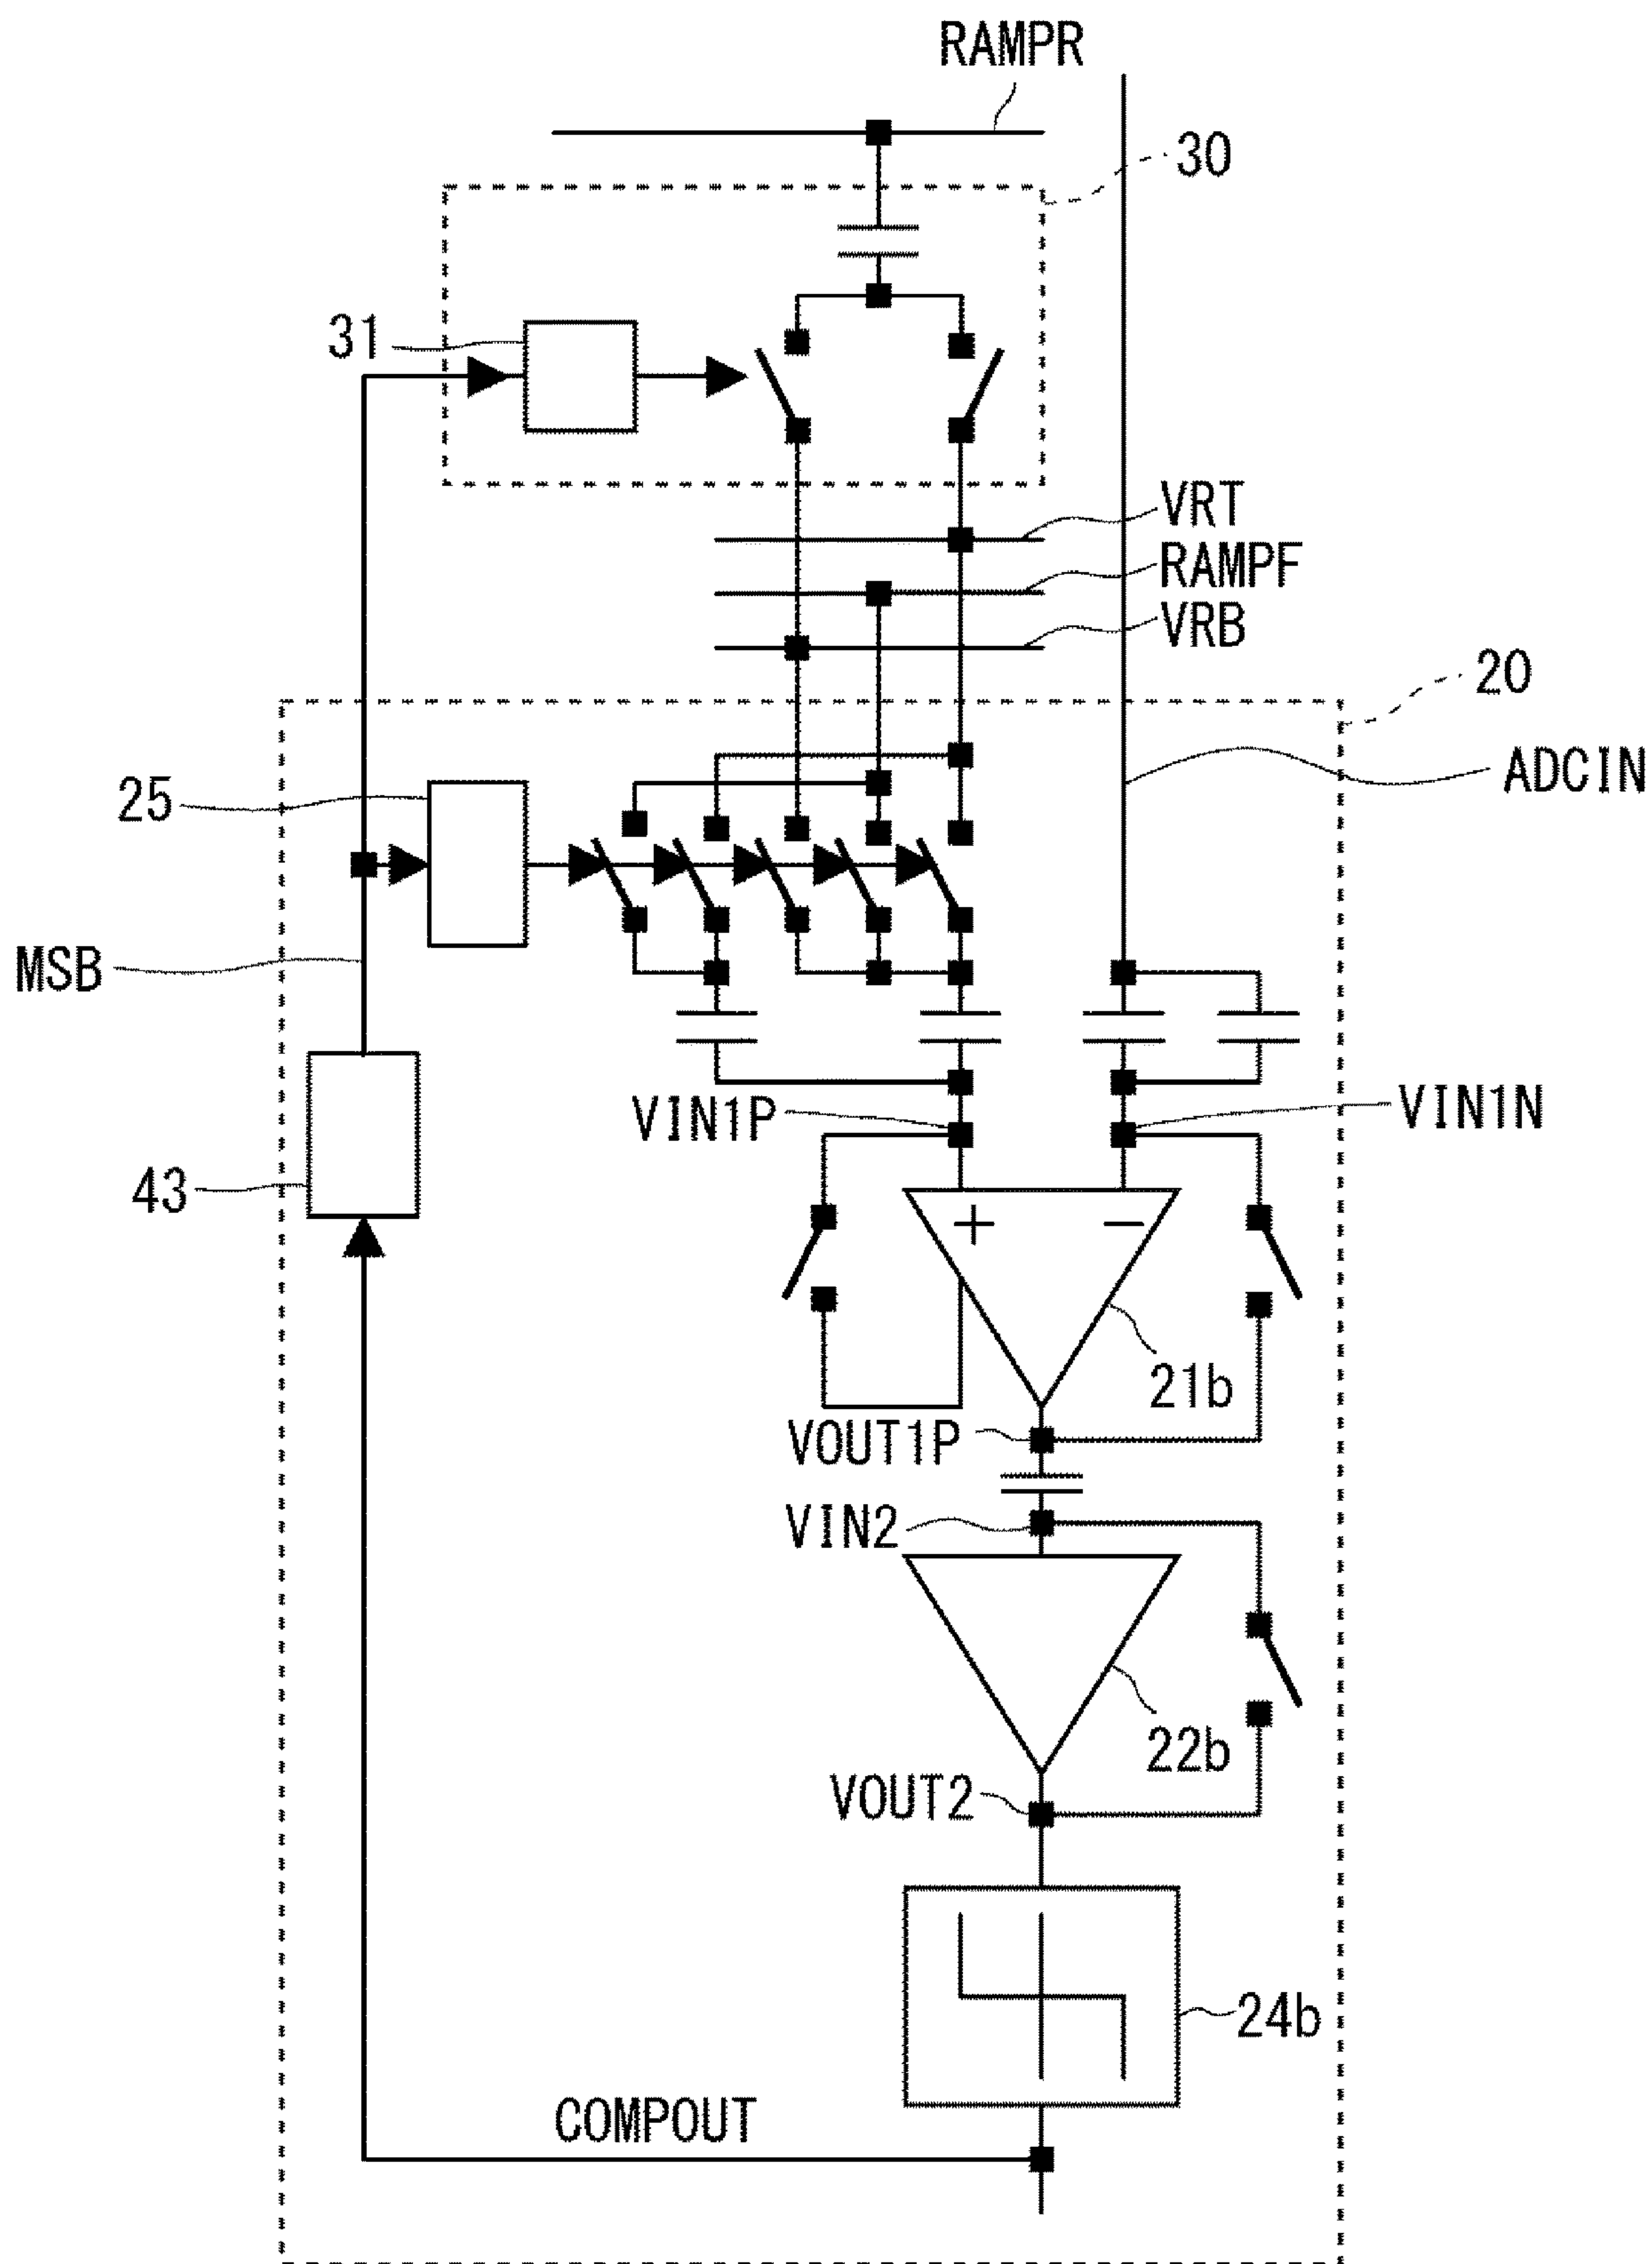 RAMPR
30
31
VRT
RAMPF
VRB
20
25
ADCIN
MSB
VIN1P
VIN1N
43
+
−
21b
VOUT1P
VIN2
22b
VOUT2
24b
COMPOUT